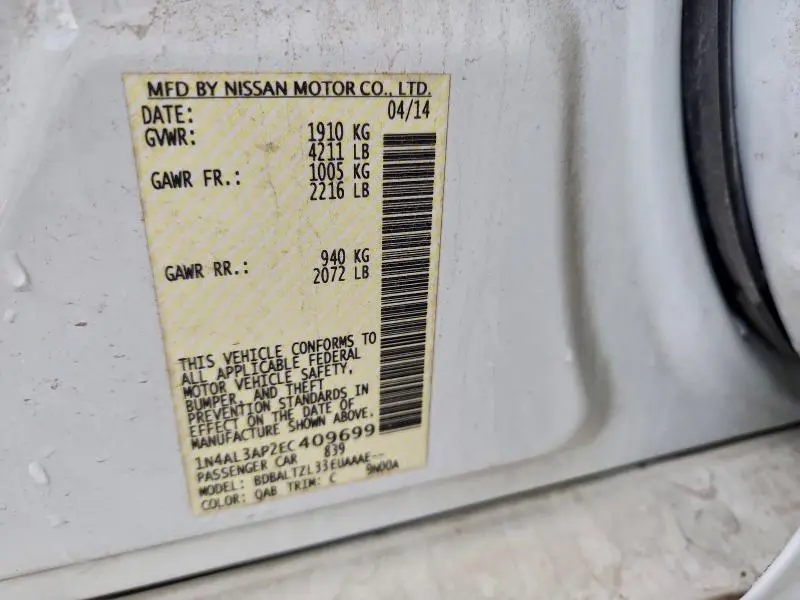 MFD BY NISSAN MOTOR CO., LTD.
DATE: 04/14
GVWR: 1910 KG
4211 LB
GAWR FR.: 1005 KG
2216 LB
GAWR RR.: 940 KG
2072 LB
THIS VEHICLE CONFORMS TO
ALL APPLICABLE FEDERAL
MOTOR VEHICLE SAFETY,
BUMPER, AND THEFT
PREVENTION STANDARDS IN
EFFECT ON THE DATE OF
MANUFACTURE SHOWN ABOVE.
1N4AL3AP2EC409699
PASSENGER CAR 839
MODEL: BDBALTZL33EUAAAE-- 9N00A
COLOR: QAB TRIM: C